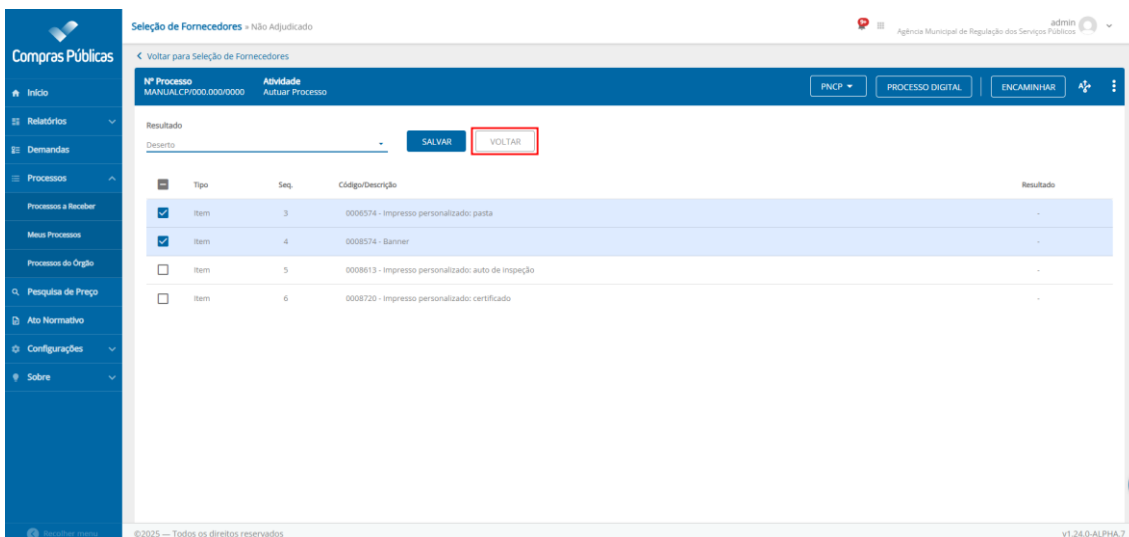 Compras Públicas
Início
Relatórios
Demandas
Processos
Processos a Receber
Meus Processos
Processos do Órgão
Pesquisa de Preço
Ato Normativo
Configurações
Sobre
Recolher menu
Seleção de Fornecedores » Não Adjudicado
9+
admin
Agência Municipal de Regulação dos Serviços Públicos
Voltar para Seleção de Fornecedores
Nº Processo Atividade
MANUALCP/000.000/0000 Autuar Processo
PNCP PROCESSO DIGITAL ENCAMINHAR
Resultado
Deserto SALVAR VOLTAR
Tipo Seq. Código/Descrição Resultado
Item 3 0006574 - Impresso personalizado: pasta -
Item 4 0008574 - Banner -
Item 5 0008613 - Impresso personalizado: auto de inspeção -
Item 6 0008720 - Impresso personalizado: certificado -
©2025 — Todos os direitos reservados v1.24.0-ALPHA.7